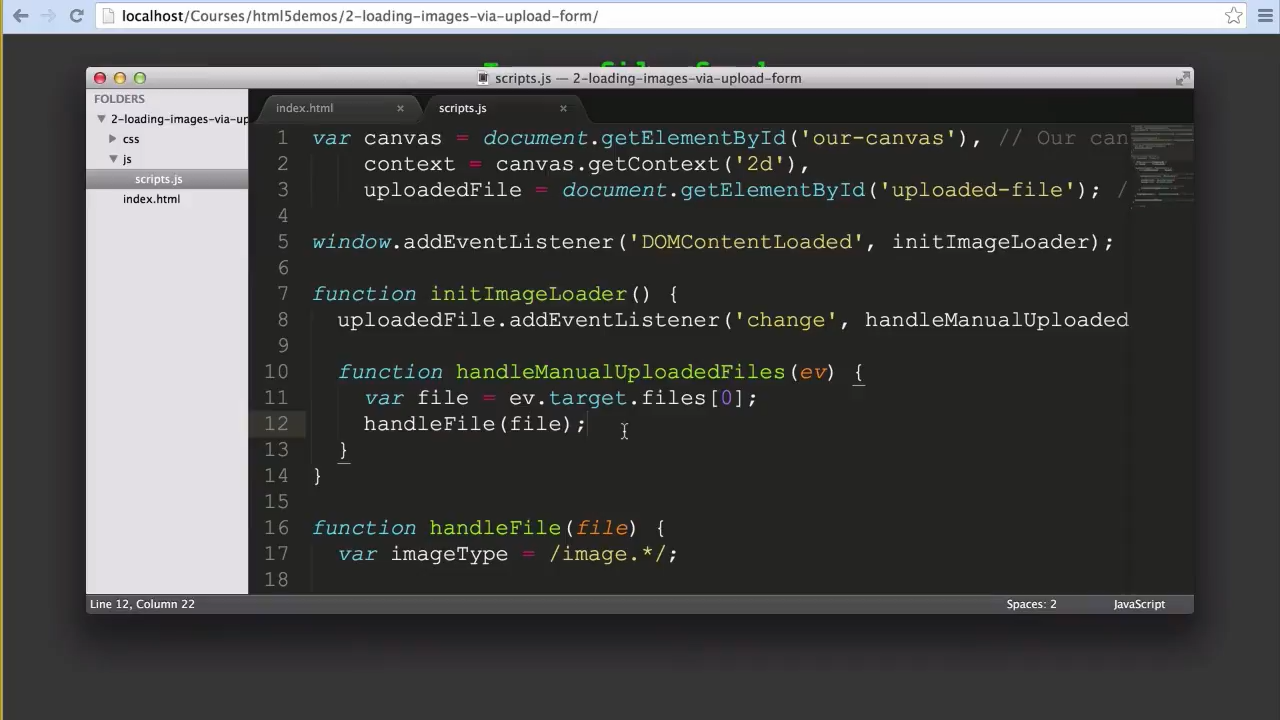 localhost/Courses/html5demos/2-loading-images-via-upload-form/
scripts.js — 2-loading-images-via-upload-form
FOLDERS
2-loading-images-via-up
css
js
scripts.js
index.html
index.html ×
scripts.js ×
1 var canvas = document.getElementById('our-canvas'), // Our can
2 context = canvas.getContext('2d'),
3 uploadedFile = document.getElementById('uploaded-file'); /
4
5 window.addEventListener('DOMContentLoaded', initImageLoader);
6
7 function initImageLoader() {
8 uploadedFile.addEventListener('change', handleManualUploaded
9
10 function handleManualUploadedFiles(ev) {
11 var file = ev.target.files[0];
12 handleFile(file);
13 }
14 }
15
16 function handleFile(file) {
17 var imageType = /image.*/;
18
Line 12, Column 22
Spaces: 2
JavaScript